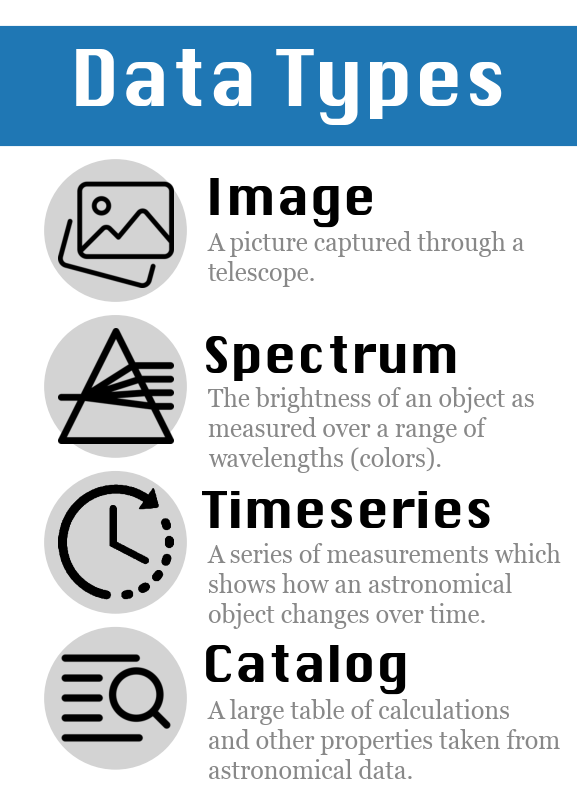 Data Types
Image
A picture captured through a
telescope.
Spectrum
The brightness of an object as
measured over a range of
wavelengths (colors).
Timeseries
A series of measurements which
shows how an astronomical
object changes over time.
Catalog
A large table of calculations
and other properties taken from
astronomical data.